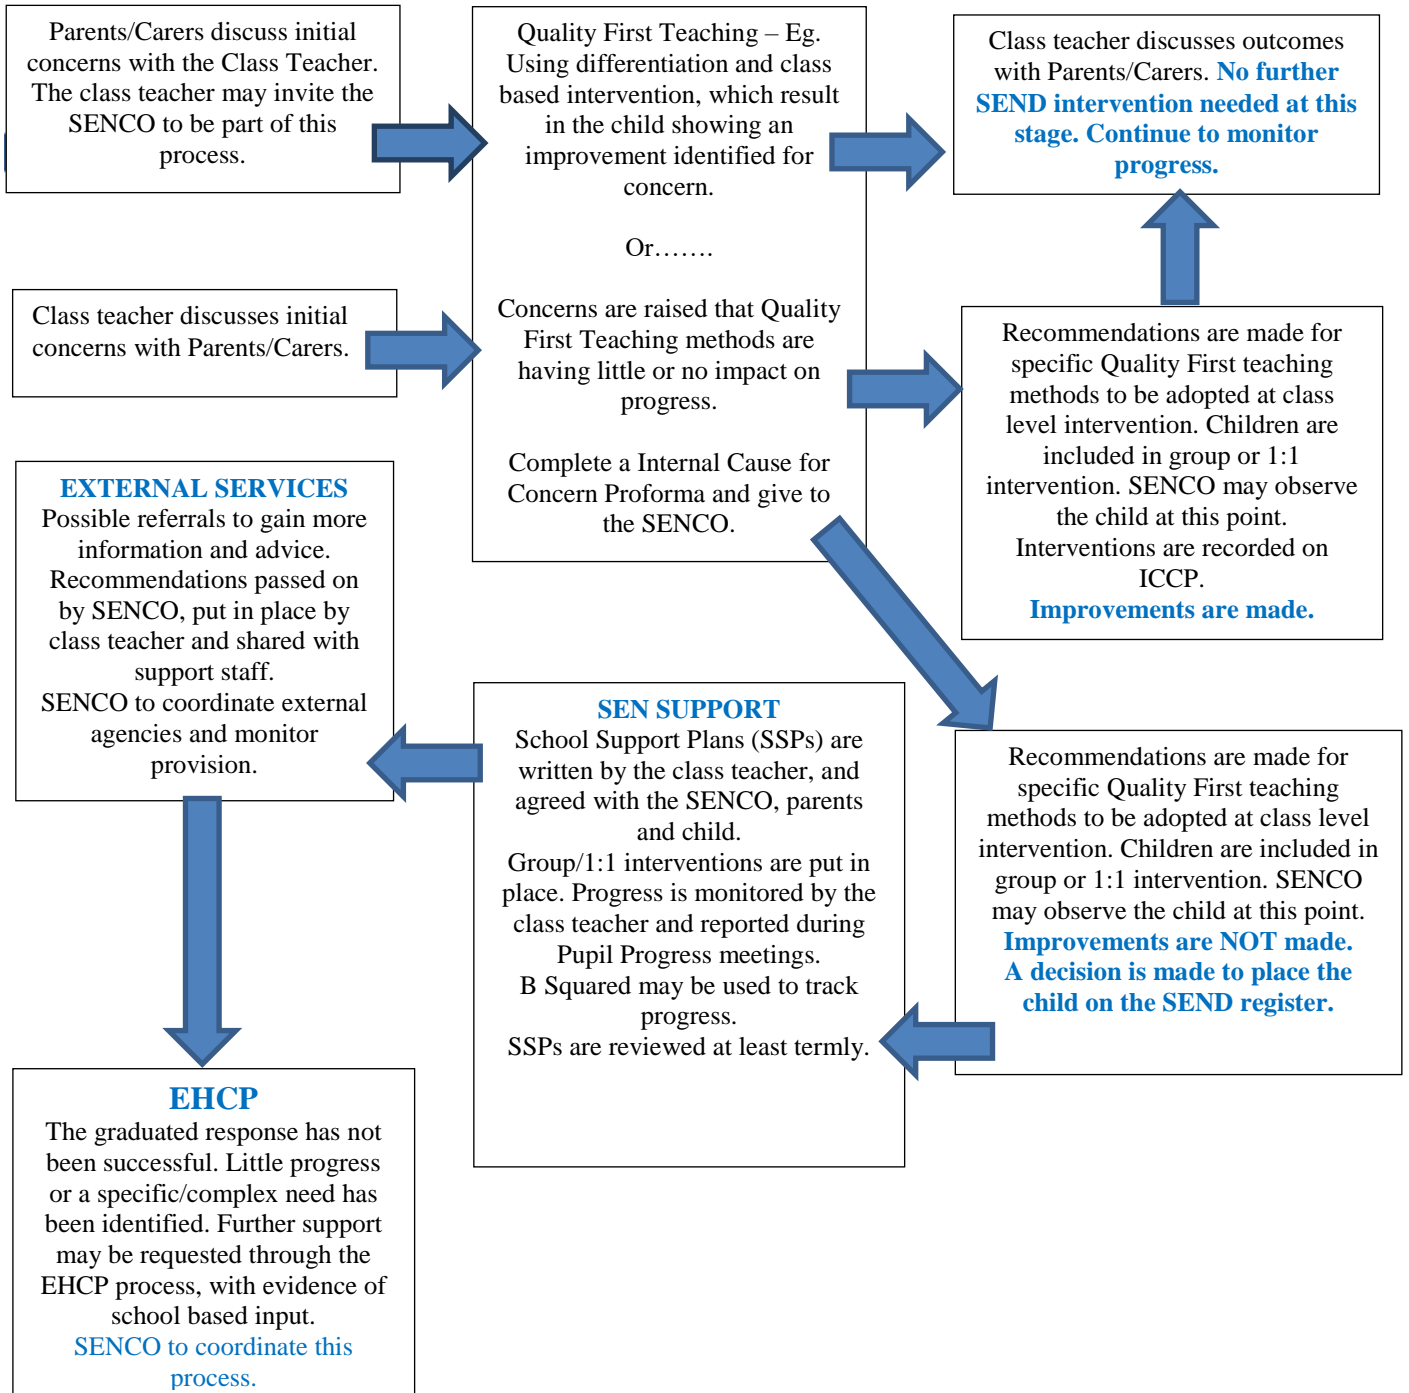 Parents/Carers discuss initial
concerns with the Class Teacher.
The class teacher may invite the
SENCO to be part of this
process.
Quality First Teaching – Eg.
Using differentiation and class
based intervention, which result
in the child showing an
improvement identified for
concern.
Or…….
Concerns are raised that Quality
First Teaching methods are
having little or no impact on
progress.
Complete a Internal Cause for
Concern Proforma and give to
the SENCO.
Class teacher discusses outcomes
with Parents/Carers. No further
SEND intervention needed at this
stage. Continue to monitor
progress.
Class teacher discusses initial
concerns with Parents/Carers.
Recommendations are made for
specific Quality First teaching
methods to be adopted at class
level intervention. Children are
included in group or 1:1
intervention. SENCO may observe
the child at this point.
Interventions are recorded on
ICCP.
Improvements are made.
Recommendations are made for
specific Quality First teaching
methods to be adopted at class level
intervention. Children are included in
group or 1:1 intervention. SENCO
may observe the child at this point.
Improvements are NOT made.
A decision is made to place the
child on the SEND register.
SEN SUPPORT
School Support Plans (SSPs) are
written by the class teacher, and
agreed with the SENCO, parents
and child.
Group/1:1 interventions are put in
place. Progress is monitored by the
class teacher and reported during
Pupil Progress meetings.
B Squared may be used to track
progress.
SSPs are reviewed at least termly.
EXTERNAL SERVICES
Possible referrals to gain more
information and advice.
Recommendations passed on
by SENCO, put in place by
class teacher and shared with
support staff.
SENCO to coordinate external
agencies and monitor
provision.
EHCP
The graduated response has not
been successful. Little progress
or a specific/complex need has
been identified. Further support
may be requested through the
EHCP process, with evidence of
school based input.
SENCO to coordinate this
process.